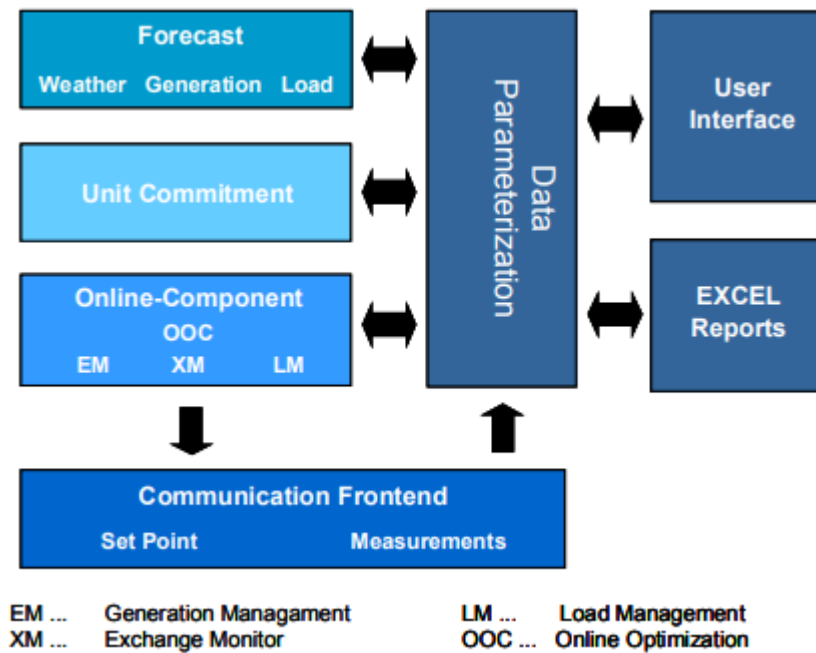 Forecast
Weather Generation Load
Unit Commitment
Online-Component
OOC
EM XM LM
Data
Parameterization
User
Interface
EXCEL
Reports
Communication Frontend
Set Point Measurements
EM ... Generation Managament LM ... Load Management
XM ... Exchange Monitor OOC ... Online Optimization